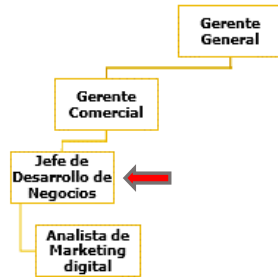 Gerente
General
Gerente
Comercial
Jefe de
Desarrollo de
Negocios
Analista de
Marketing
digital